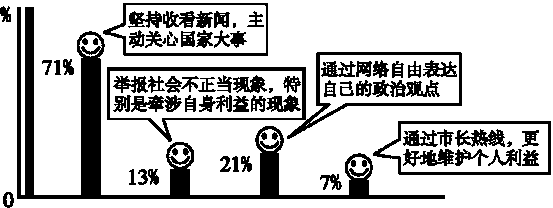 %
坚持收看新闻，主
动关心国家大事
71%
举报社会不正当现象，特
别是牵涉自身利益的现象
13%
通过网络自由表达
自己的政治观点
21%
通过市长热线，更
好地维护个人利益
7%
0